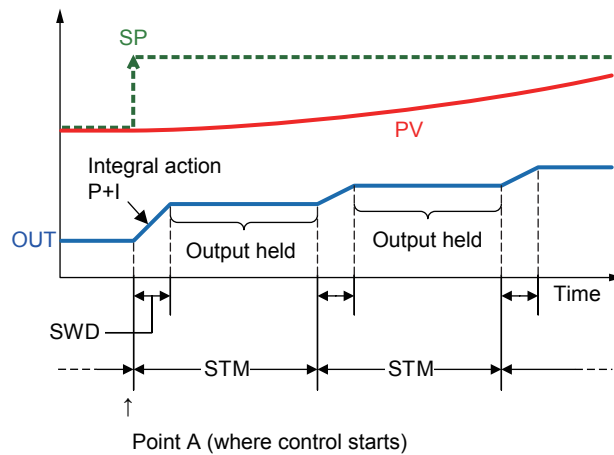 SP
PV
Integral action
P+I
OUT
Output held
Output held
Time
SWD
STM
STM
Point A (where control starts)